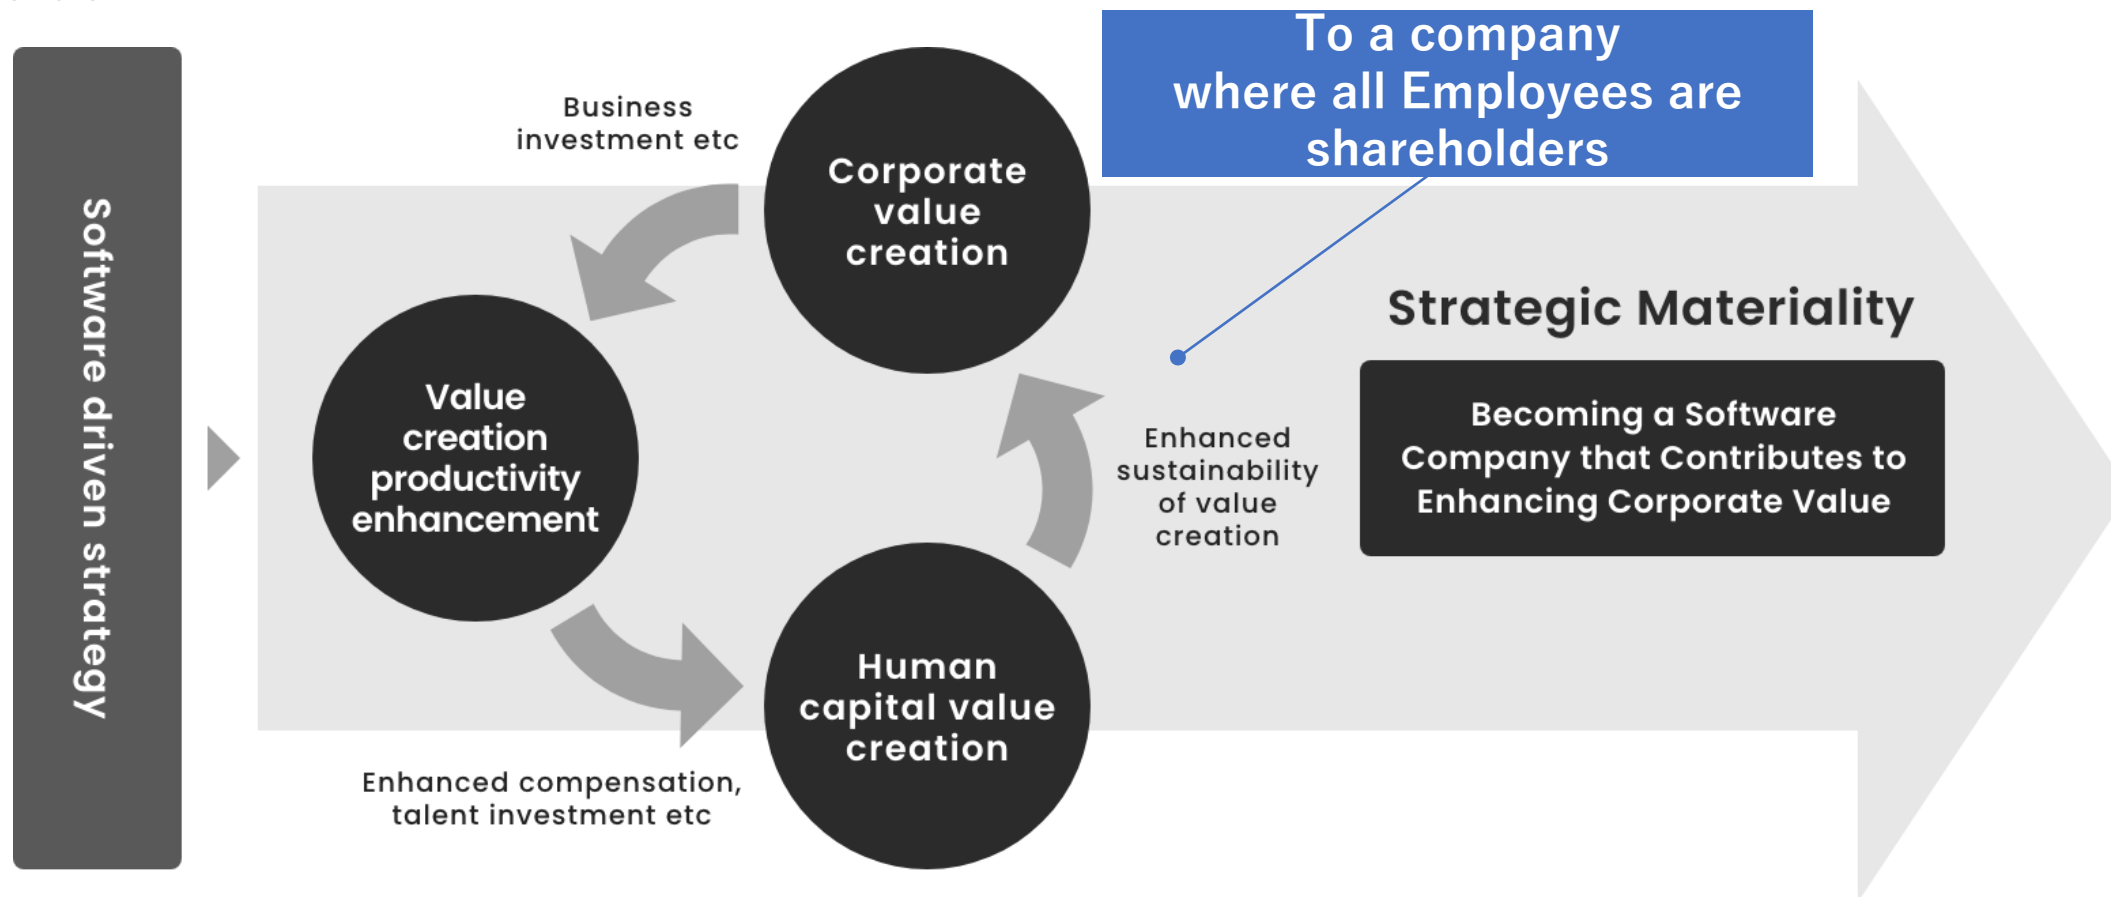 To a company
where all Employees are
shareholders
Software driven strategy
Business
investment etc
Corporate
value
creation
Value
creation
productivity
enhancement
Human
capital value
creation
Enhanced compensation,
talent investment etc
Enhanced
sustainability
of value
creation
Strategic Materiality
Becoming a Software
Company that Contributes to
Enhancing Corporate Value